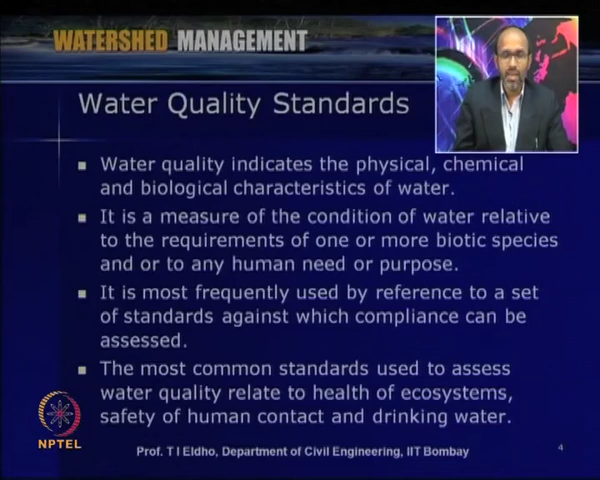 WATERSHED MANAGEMENT
Water Quality Standards
Water quality indicates the physical, chemical
and biological characteristics of water.
It is a measure of the condition of water relative
to the requirements of one or more biotic species
and or to any human need or purpose.
It is most frequently used by reference to a set
of standards against which compliance can be
assessed.
The most common standards used to assess
water quality relate to health of ecosystems,
safety of human contact and drinking water.
NPTEL
Prof. T I Eldho, Department of Civil Engineering, IIT Bombay
4